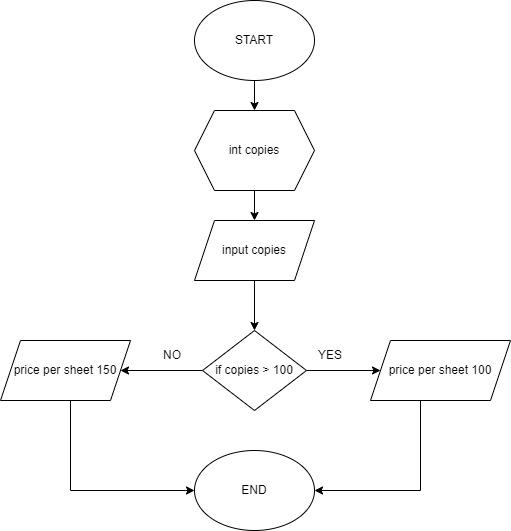 START
int copies
input copies
NO
YES
price per sheet 150
if copies > 100
price per sheet 100
END